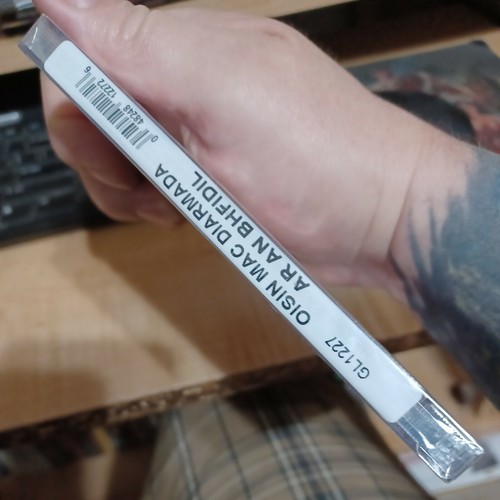 GL1227
OISIN MAC DIARMADA
AR AN BHFIDIL
0 48248 12272 6